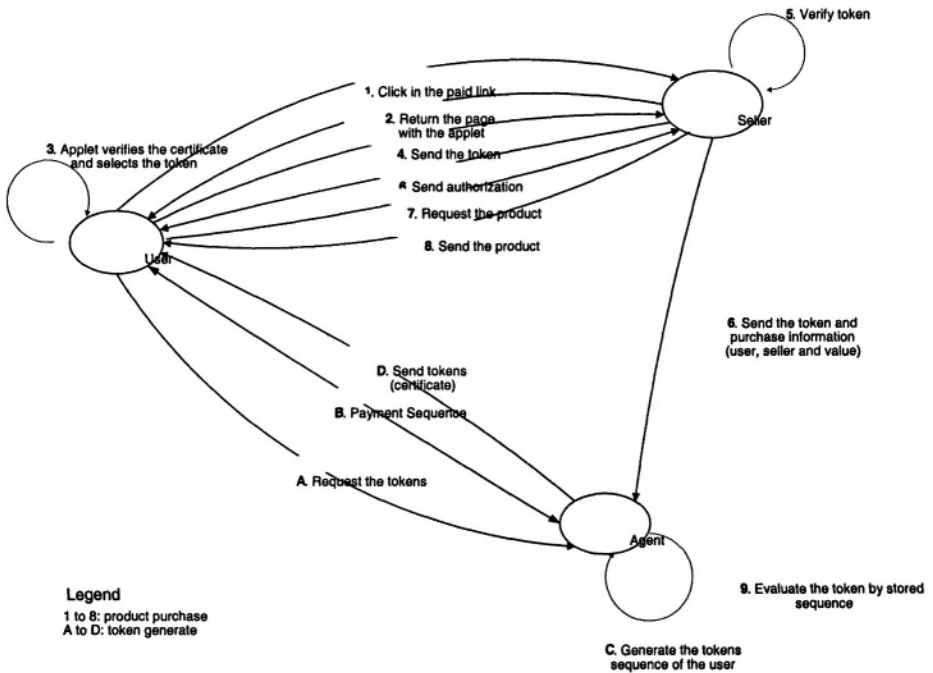 5. Verify token
1. Click in the paid link
Seller
2. Return the page
with the applet
3. Applet verifies the certificate
and selects the token
4. Send the token
6 Send authorization
7. Request the product
8. Send the product
User
6. Send the token and
purchase information
(user, seller and value)
D. Send tokens
(certificate)
B. Payment Sequence
A. Request the tokens
Agent
9. Evaluate the token by stored
sequence
Legend
1 to 8: product purchase
A to D: token generate
C. Generate the tokens
sequence of the user